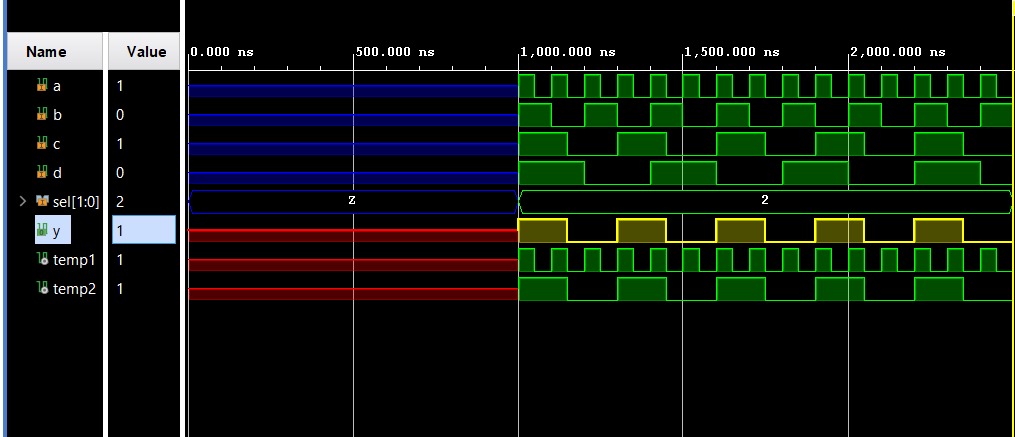 Name Value
0.000 ns 500.000 ns 1,000.000 ns 1,500.000 ns 2,000.000 ns
a 1
b 0
c 1
d 0
sel[1:0] 2 Z 2
y 1
temp1 1
temp2 1